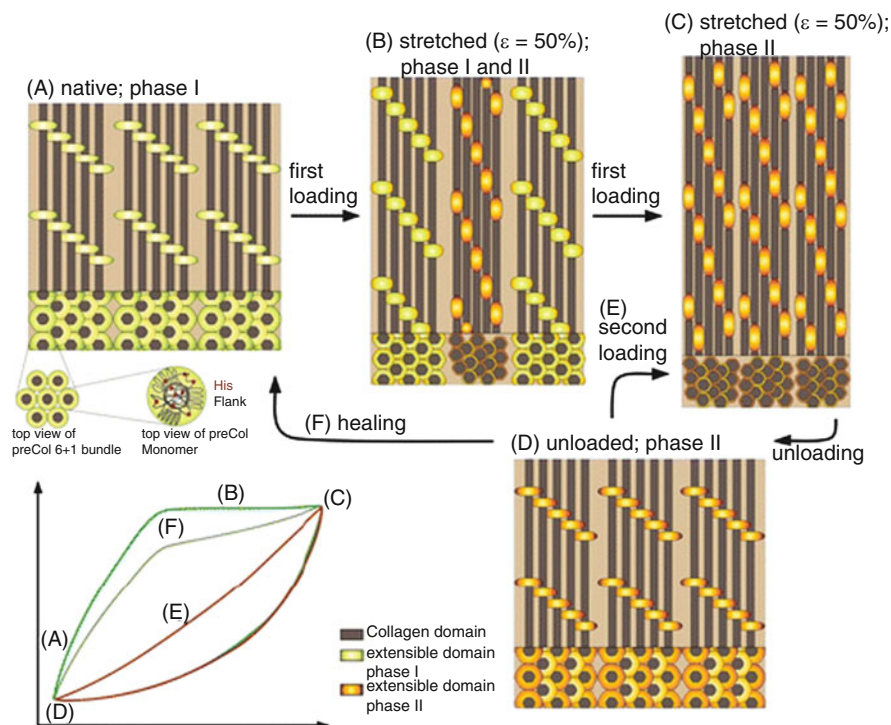 (A) native; phase I
(B) stretched (ε = 50%);
phase I and II
(C) stretched (ε = 50%);
phase II
first
loading
first
loading
(E)
second
loading
His
Flank
top view of
preCol 6+1 bundle
top view of preCol
Monomer
(F) healing
(D) unloaded; phase II
unloading
(B)
(C)
(F)
(E)
(A)
(D)
Collagen domain
extensible domain
phase I
extensible domain
phase II